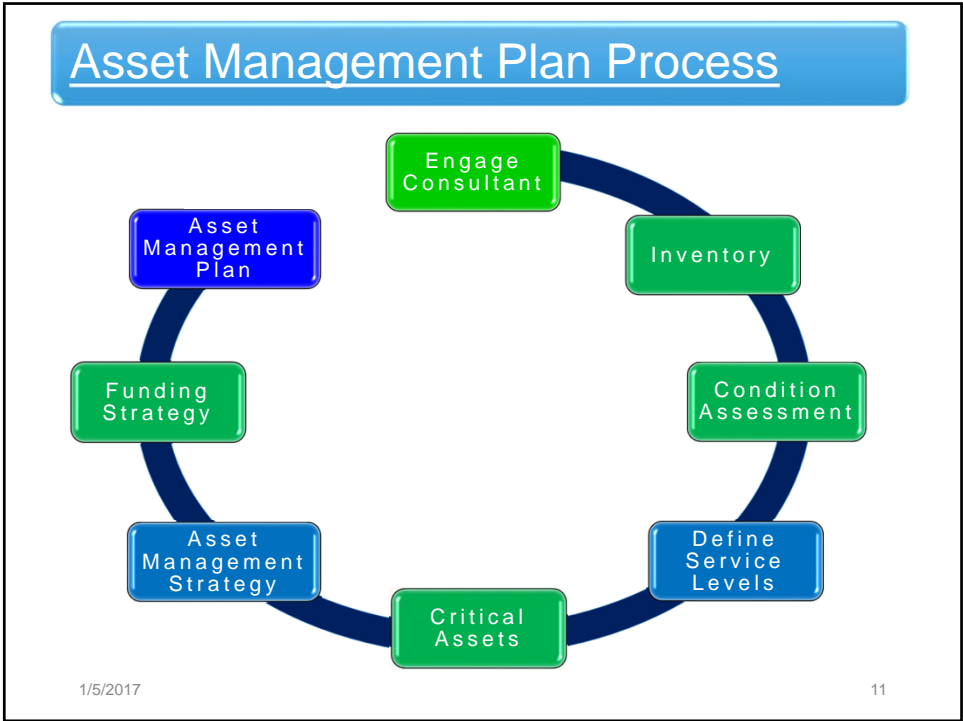 Asset Management Plan Process
Engage
Consultant
Inventory
Condition
Assessment
Define
Service
Levels
Critical
Assets
Asset
Management
Strategy
Funding
Strategy
Asset
Management
Plan
1/5/2017
11